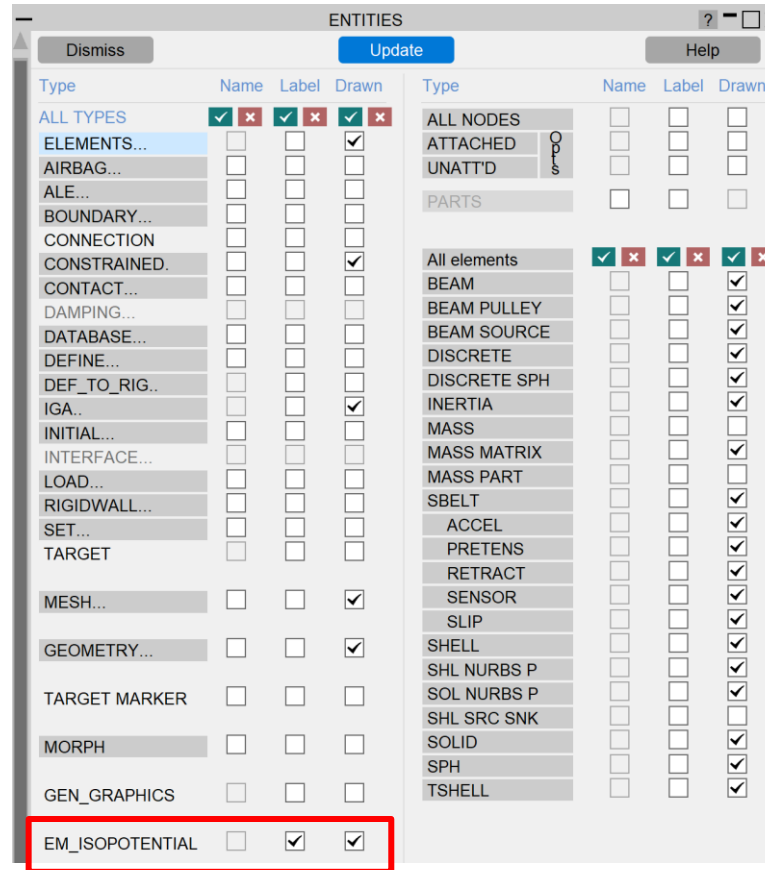 ENTITIES
?
Dismiss
Update
Help
Type Name Label Drawn
ALL TYPES
ELEMENTS...
AIRBAG...
ALE...
BOUNDARY...
CONNECTION
CONSTRAINED.
CONTACT...
DAMPING...
DATABASE...
DEFINE...
DEF_TO_RIG..
IGA..
INITIAL...
INTERFACE...
LOAD...
RIGIDWALL...
SET...
TARGET
MESH...
GEOMETRY...
TARGET MARKER
MORPH
GEN_GRAPHICS
EM_ISOPOTENTIAL
Type Name Label Drawn
ALL NODES
ATTACHED
UNATT'D
Opts
PARTS
All elements
BEAM
BEAM PULLEY
BEAM SOURCE
DISCRETE
DISCRETE SPH
INERTIA
MASS
MASS MATRIX
MASS PART
SBELT
ACCEL
PRETENS
RETRACT
SENSOR
SLIP
SHELL
SHL NURBS P
SOL NURBS P
SHL SRC SNK
SOLID
SPH
TSHELL